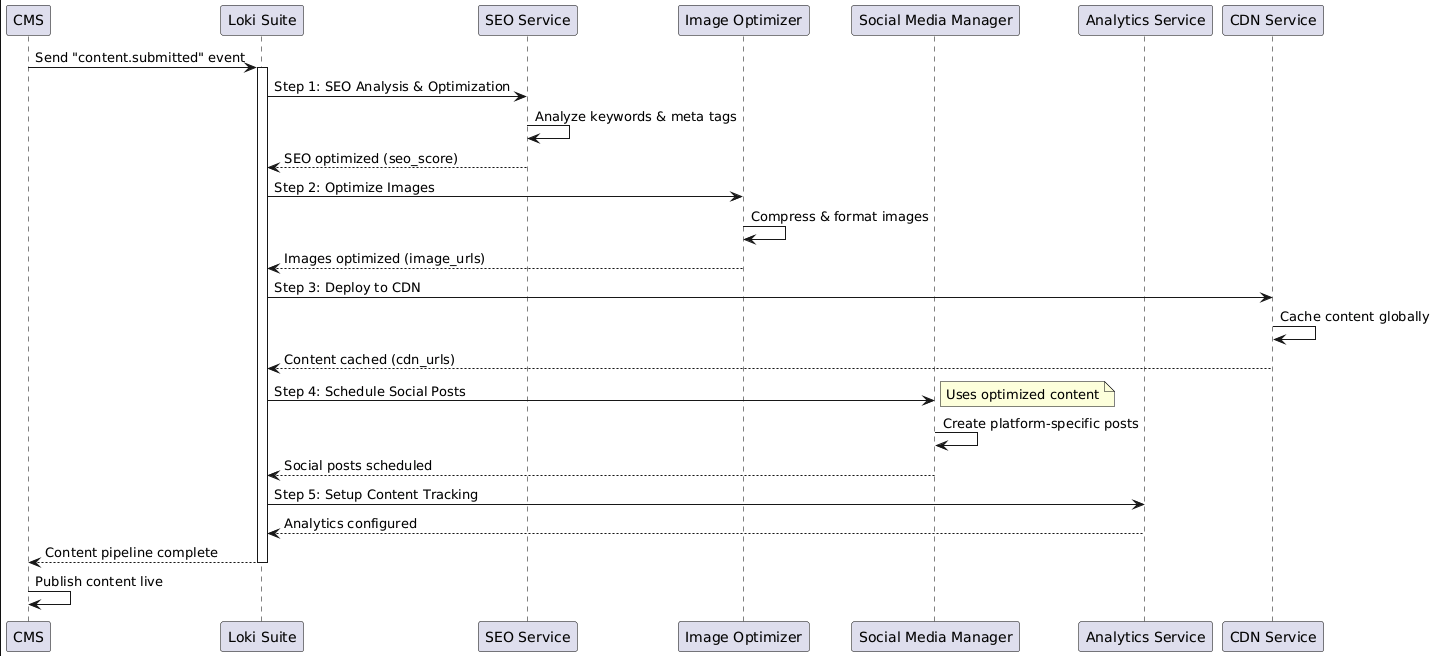 CMS
Loki Suite
SEO Service
Image Optimizer
Social Media Manager
Analytics Service
CDN Service
Send "content.submitted" event
Step 1: SEO Analysis & Optimization
Analyze keywords & meta tags
SEO optimized (seo_score)
Step 2: Optimize Images
Compress & format images
Images optimized (image_urls)
Step 3: Deploy to CDN
Cache content globally
Content cached (cdn_urls)
Step 4: Schedule Social Posts
Uses optimized content
Create platform-specific posts
Social posts scheduled
Step 5: Setup Content Tracking
Analytics configured
Content pipeline complete
Publish content live
CMS
Loki Suite
SEO Service
Image Optimizer
Social Media Manager
Analytics Service
CDN Service